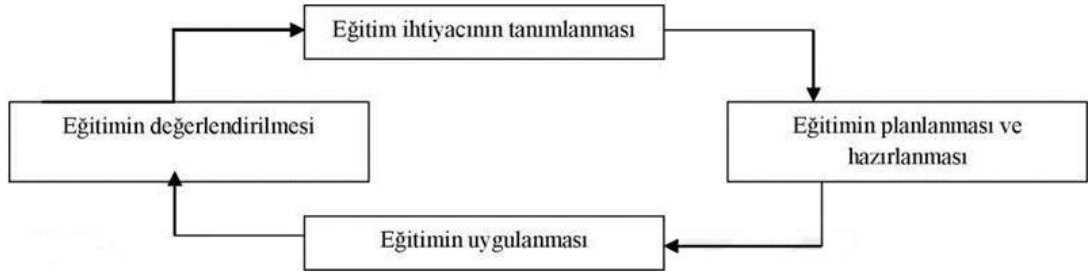 Eğitim ihtiyacının tanımlanması
Eğitimin değerlendirilmesi
Eğitimin planlanması ve
hazırlanması
Eğitimin uygulanması